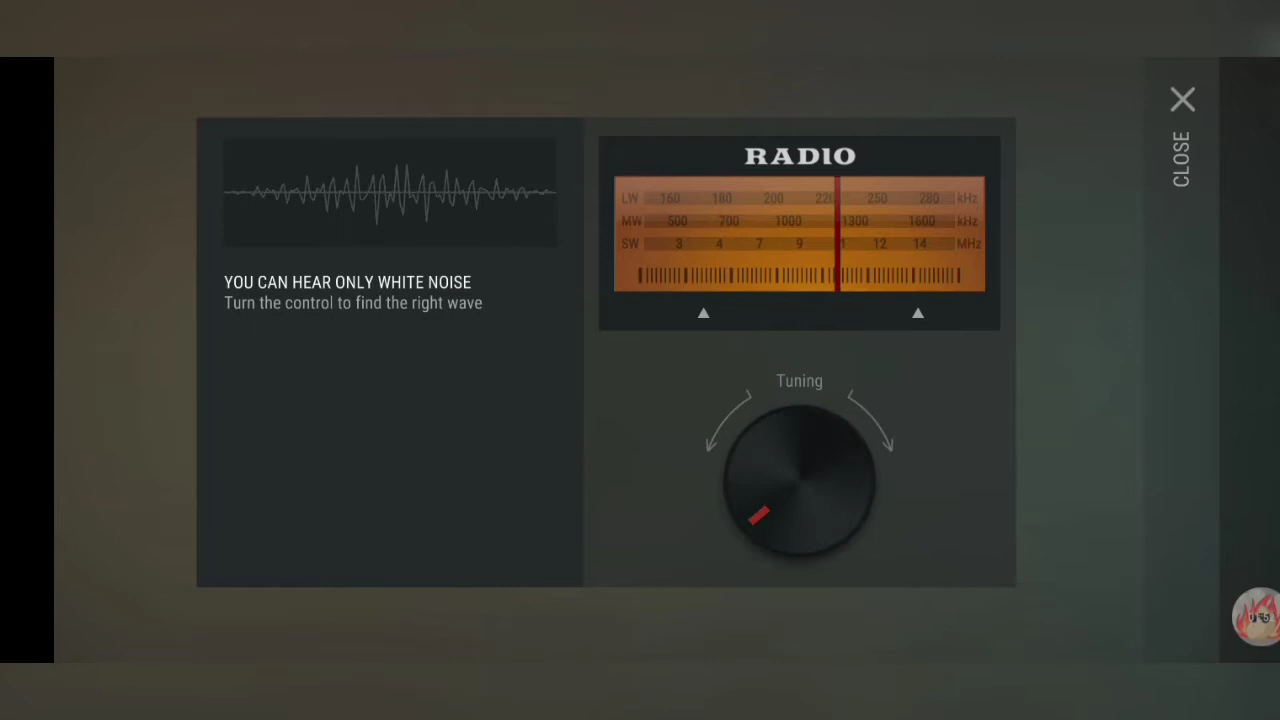 CLOSE
YOU CAN HEAR ONLY WHITE NOISE
Turn the control to find the right wave
RADIO
LW 160 180 200 250 280 kHz
MW 500 700 1000 1300 1600 kHz
SW 3 4 7 9 12 14 MHz
Tuning